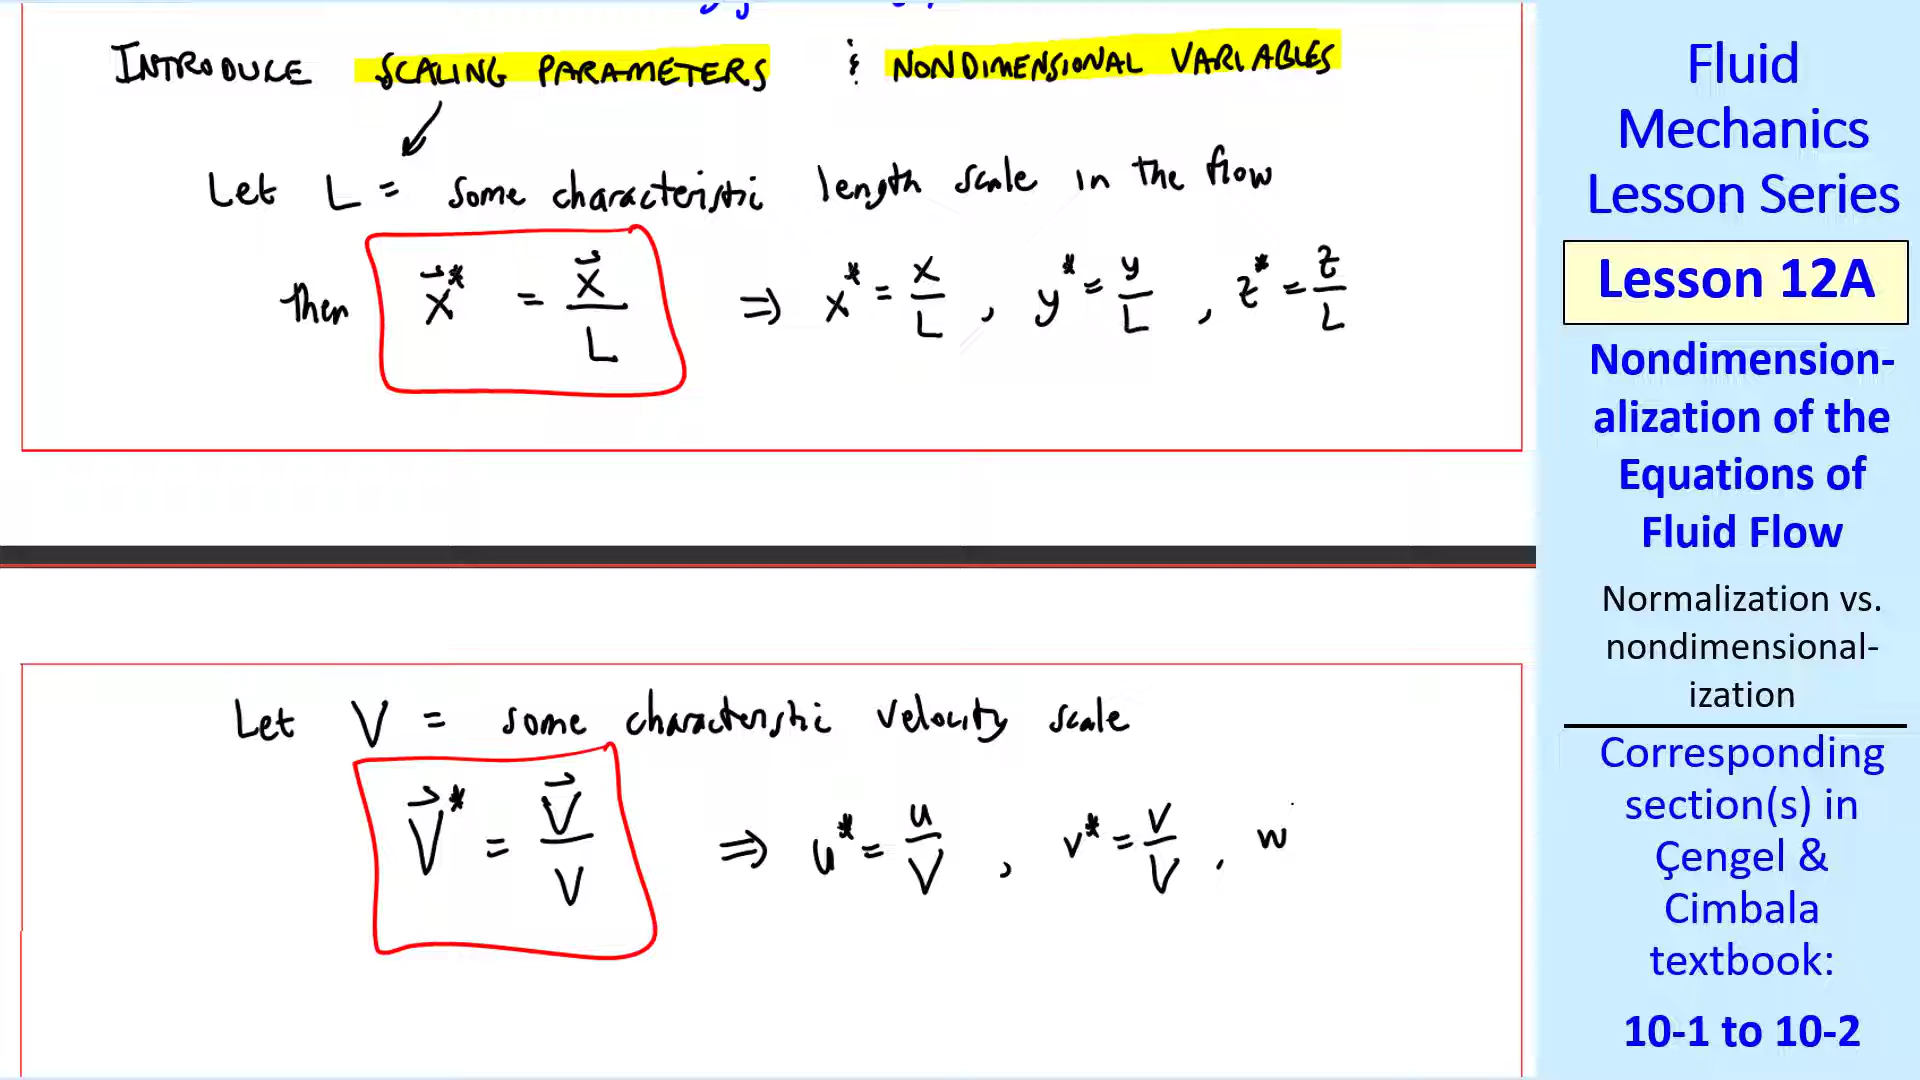 INTRODUCE SCALING PARAMETERS & NONDIMENSIONAL VARIABLES
Let L = some characteristic length scale in the flow
then x⃗* = x⃗/L ⇒ x* = x/L , y* = y/L , z* = z/L
Let V = some characteristic velocity scale
V⃗* = V⃗/V ⇒ u* = u/V , v* = v/V , w
Fluid
Mechanics
Lesson Series
Lesson 12A
Nondimension-
alization of the
Equations of
Fluid Flow
Normalization vs.
nondimensional-
ization
Corresponding
section(s) in
Çengel &
Cimbala
textbook:
10-1 to 10-2